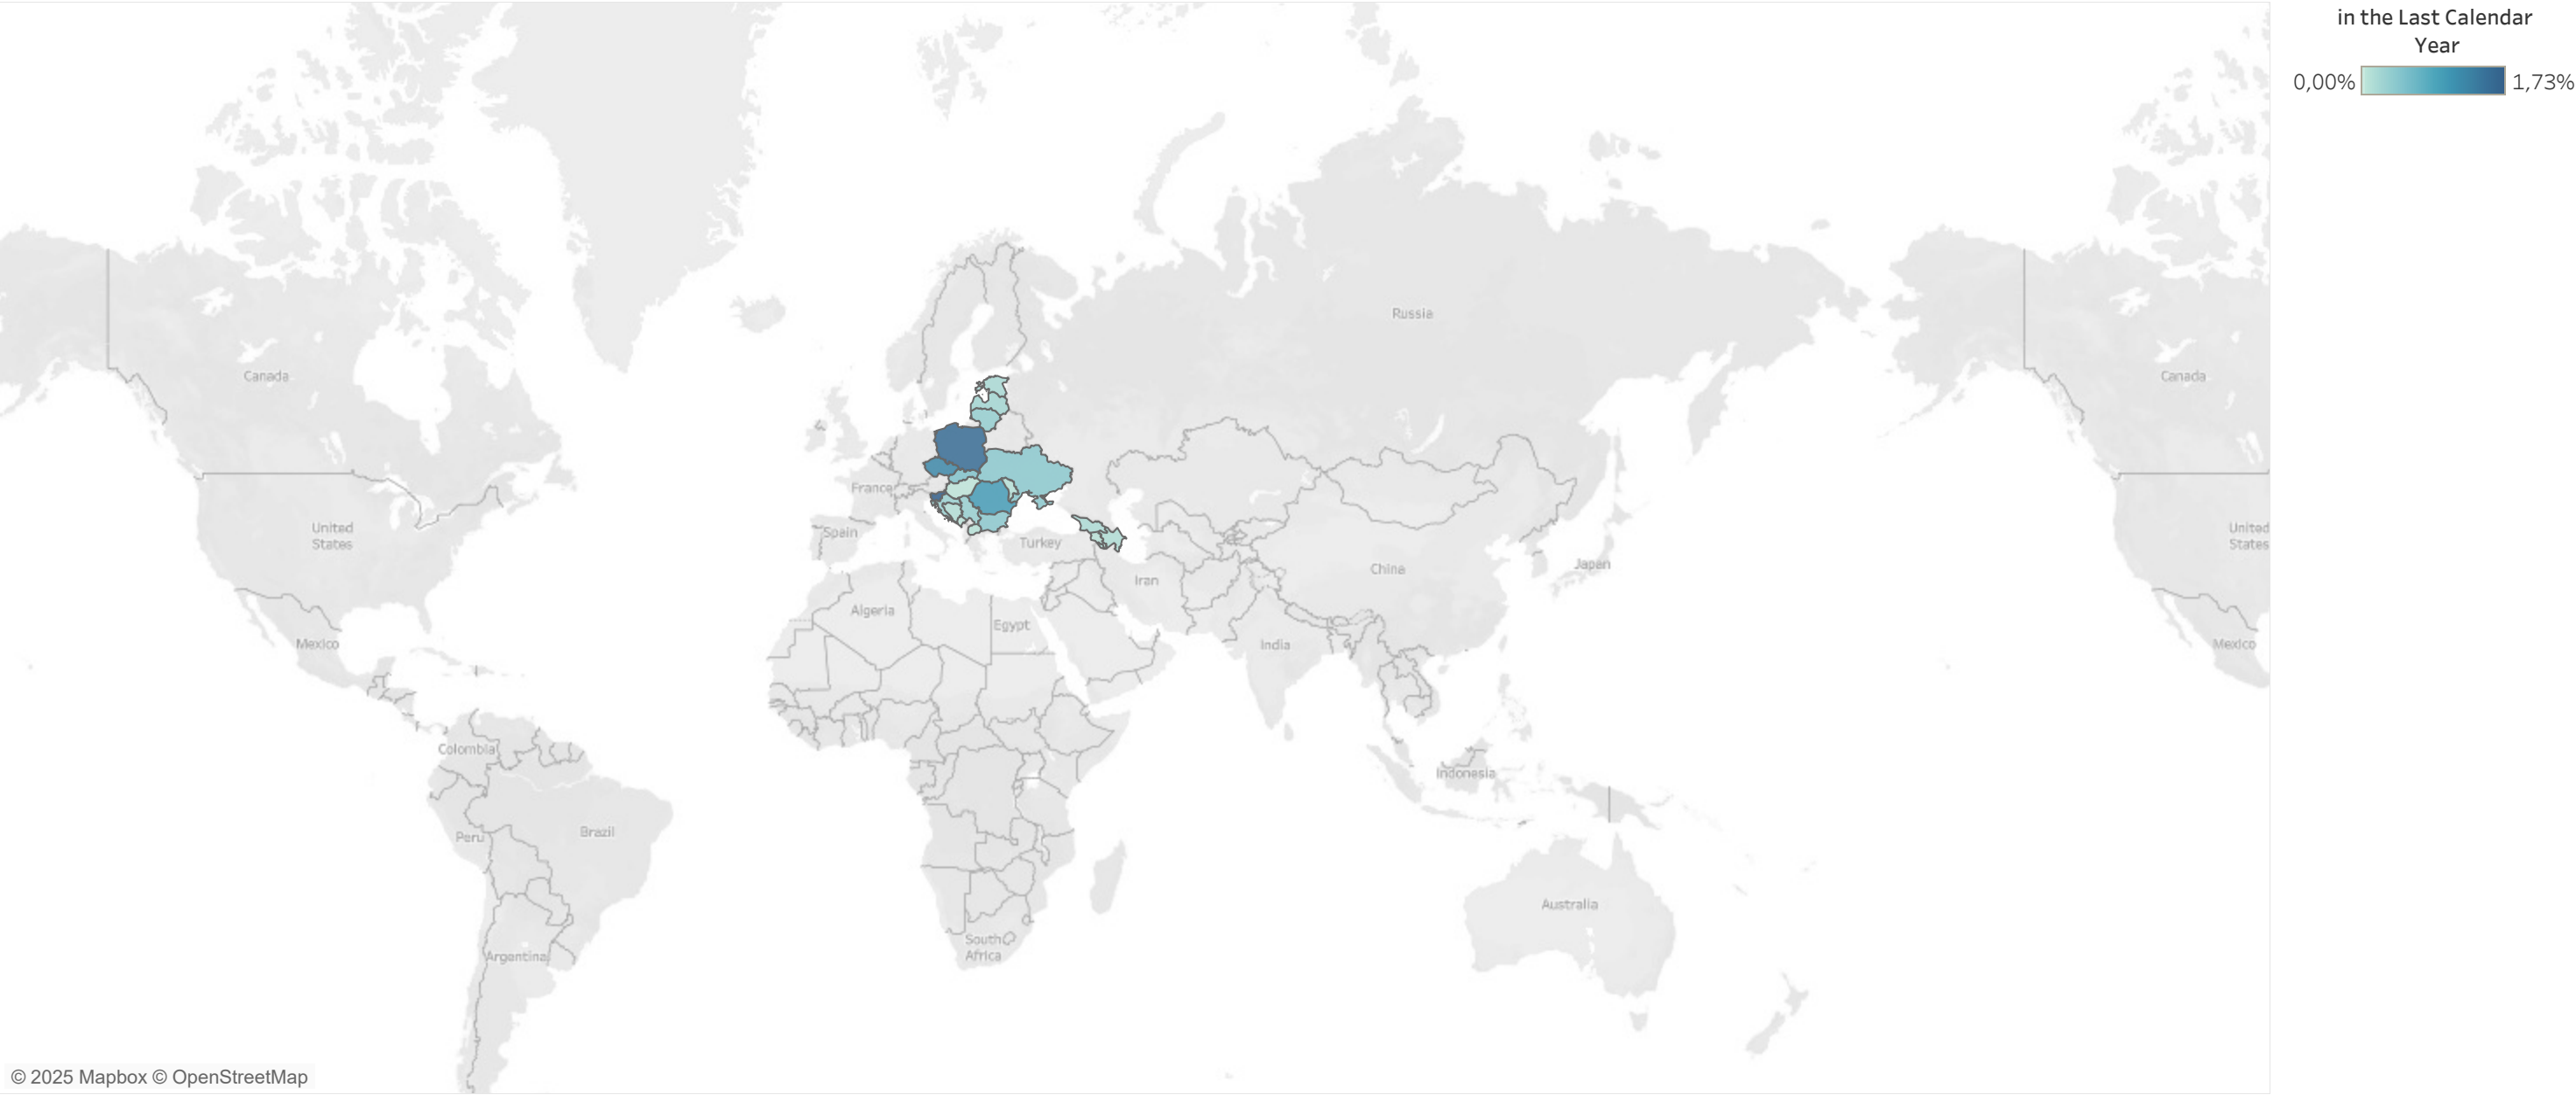 in the Last Calendar
Year
0,00%
1,73%
Russia
Canada
Canada
France
United
States
Spain
Turkey
United
States
Iran
China
Japan
Algeria
Egypt
Mexico
India
Mexico
Colombia
Indonesia
Peru
Brazil
Australia
South
Africa
Argentina
© 2025 Mapbox © OpenStreetMap